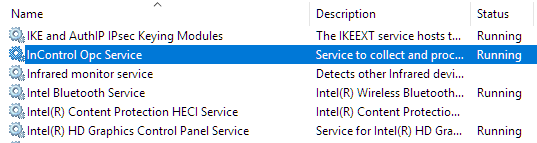 Name Description Status
IKE and AuthIP IPsec Keying Modules The IKEEXT service hosts t... Running
InControl Opc Service Service to collect and proc... Running
Infrared monitor service Detects other Infrared devi...
Intel Bluetooth Service Intel(R) Wireless Bluetooth... Running
Intel(R) Content Protection HECI Service Intel(R) Content Protectio...
Intel(R) HD Graphics Control Panel Service Service for Intel(R) HD Gra... Running